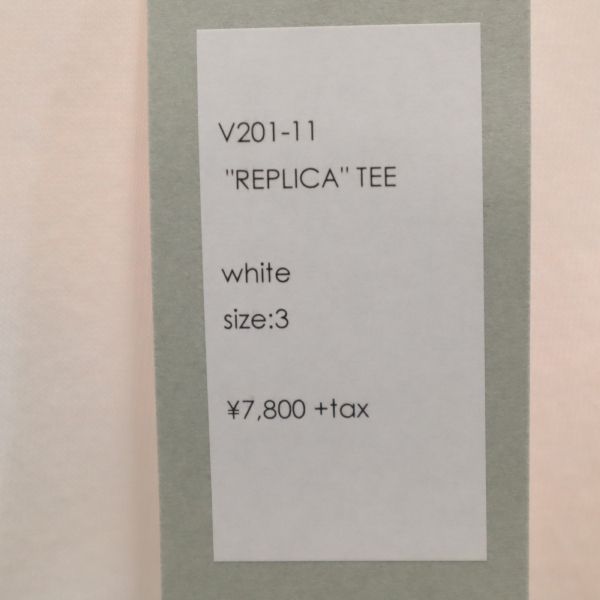 V201-11
"REPLICA" TEE
white
size:3
¥7,800 +tax